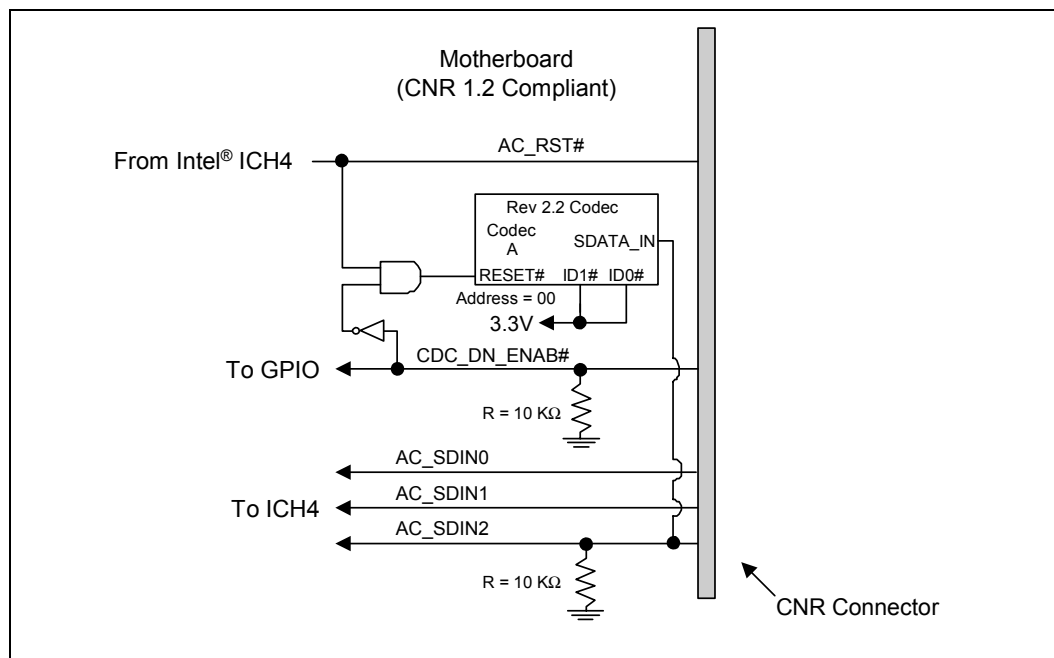 Motherboard
(CNR 1.2 Compliant)
AC_RST#
From Intel® ICH4
Rev 2.2 Codec
Codec
A
SDATA_IN
RESET# ID1# ID0#
Address = 00
3.3V
CDC_DN_ENAB#
To GPIO
R = 10 KΩ
AC_SDIN0
AC_SDIN1
To ICH4
AC_SDIN2
R = 10 KΩ
CNR Connector